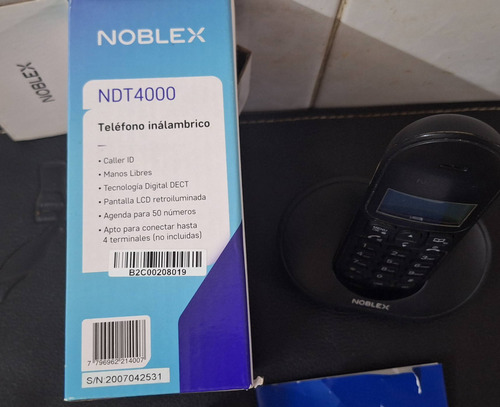 NOBLEX
NOBLEX
NDT4000
Teléfono inálambrico
• Caller ID
• Manos Libres
• Tecnología Digital DECT
• Pantalla LCD retroiluminada
• Agenda para 50 números
• Apto para conectar hasta
4 terminales (no incluidas)
B2C00208019
7 796962 214007
S/N:2007042531
NOBLEX